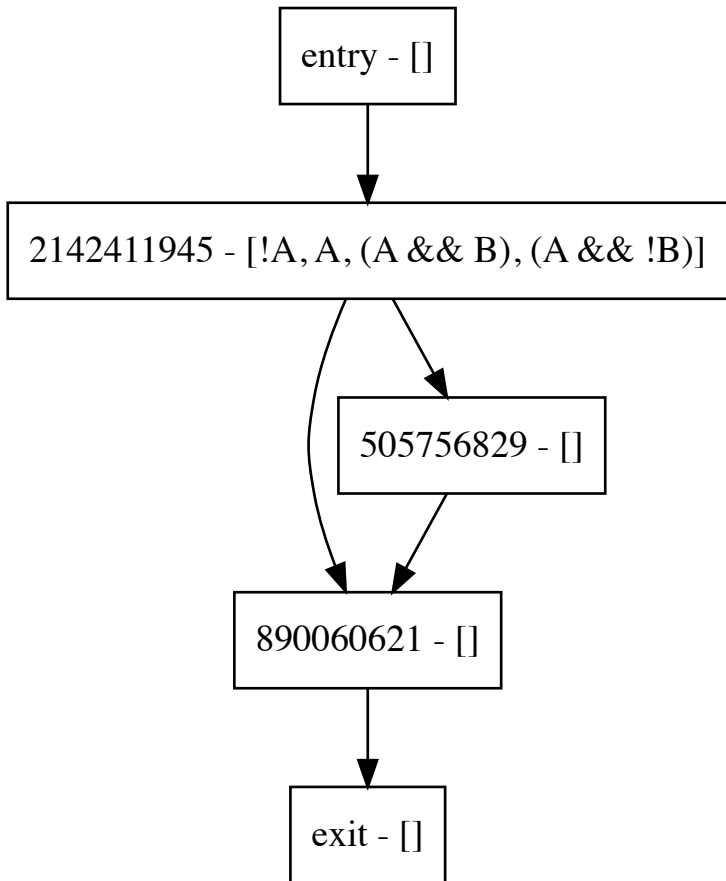 entry - []
2142411945 - [!A, A, (A && B), (A && !B)]
505756829 - []
890060621 - []
exit - []